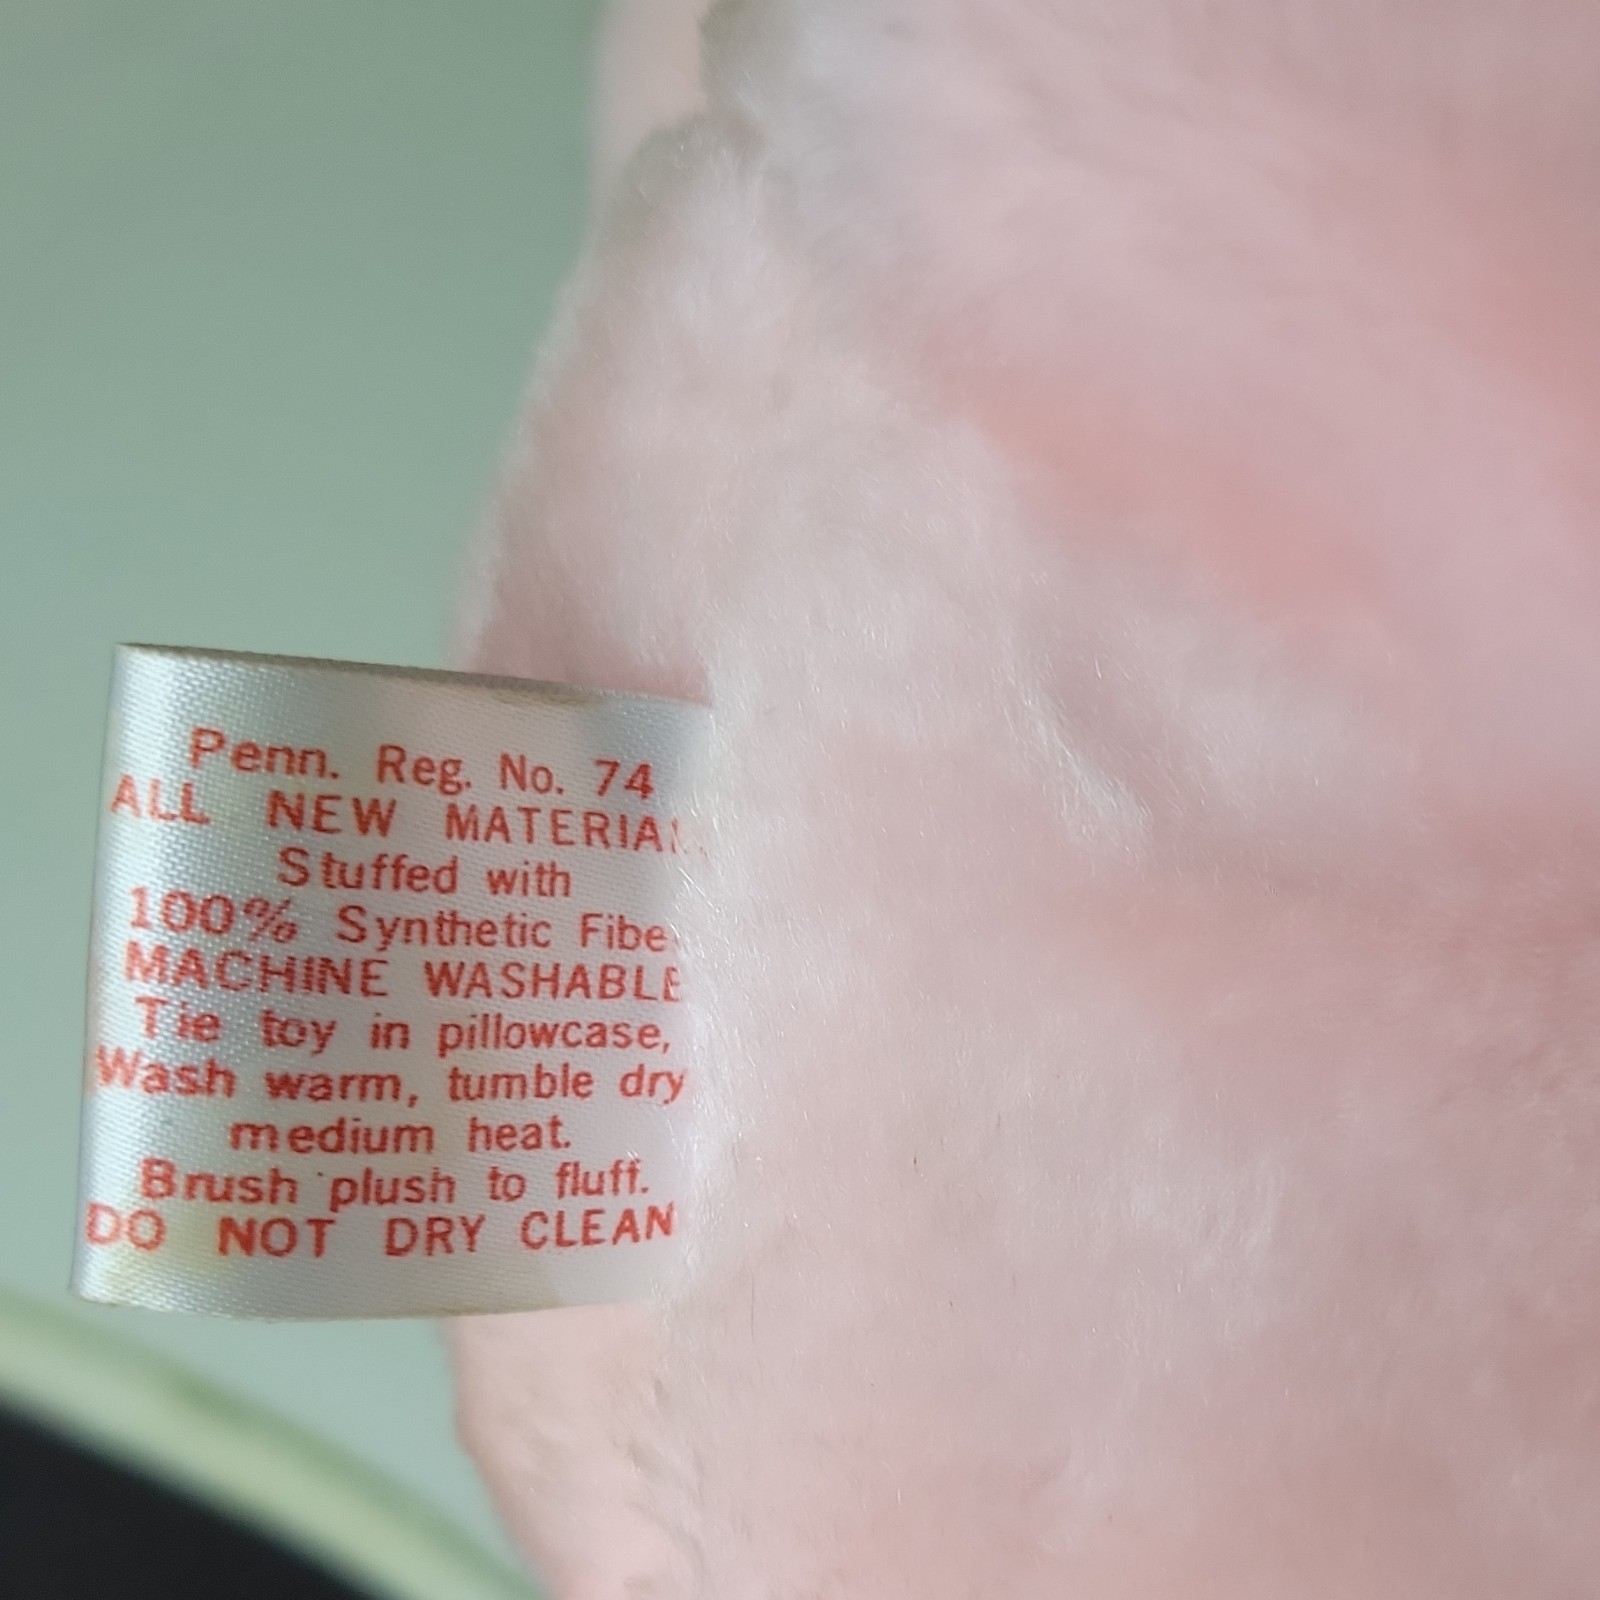 Penn. Reg. No. 74
ALL NEW MATERIAL
Stuffed with
100% Synthetic Fibe
MACHINE WASHABLE
Tie toy in pillowcase,
Wash warm, tumble dry
medium heat.
Brush plush to fluff.
DO NOT DRY CLEAN